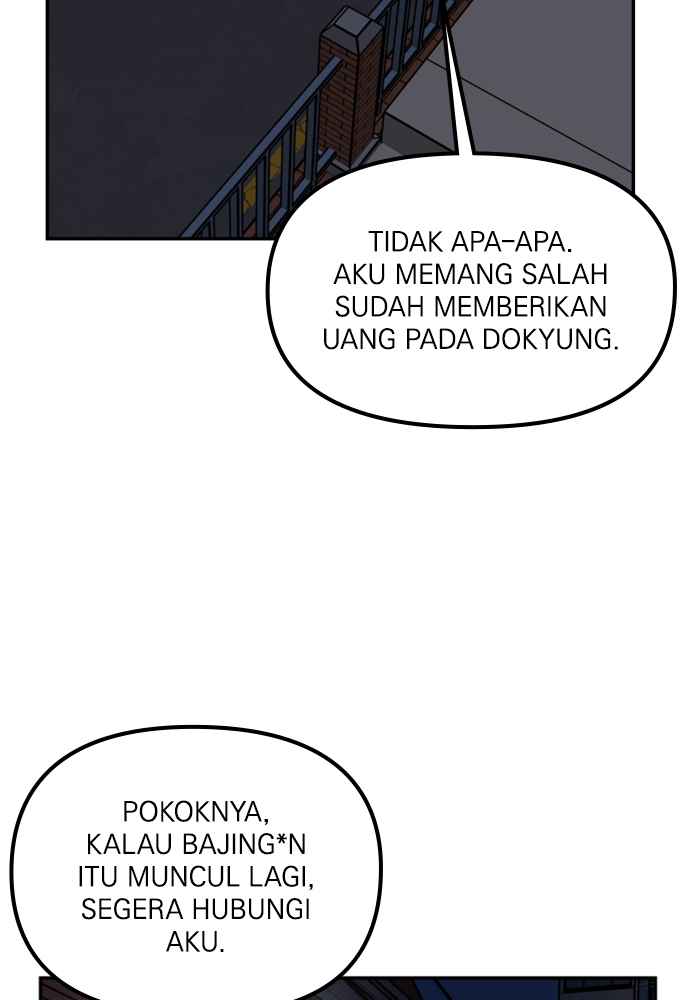 TIDAK APA-APA.
AKU MEMANG SALAH
SUDAH MEMBERIKAN
UANG PADA DOKYUNG.
POKOKNYA,
KALAU BAJING*N
ITU MUNCUL LAGI,
SEGERA HUBUNGI
AKU.